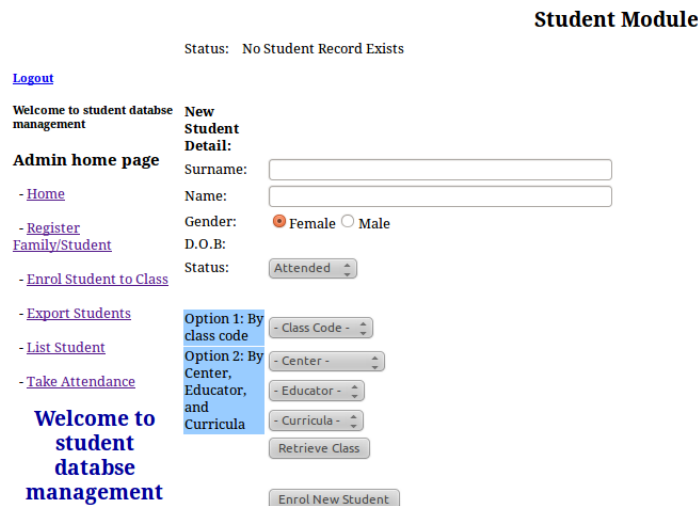 Student Module
Status: No Student Record Exists
Logout
Welcome to student databse
management
Admin home page
- Home
- Register
Family/Student
- Enrol Student to Class
- Export Students
- List Student
- Take Attendance
Welcome to
student
databse
management
New
Student
Detail:
Surname:
Name:
Gender: Female Male
D.O.B:
Status: Attended
Option 1: By
class code
- Class Code -
Option 2: By
Center,
Educator,
and
Curricula
- Center -
- Educator -
- Curricula -
Retrieve Class
Enrol New Student